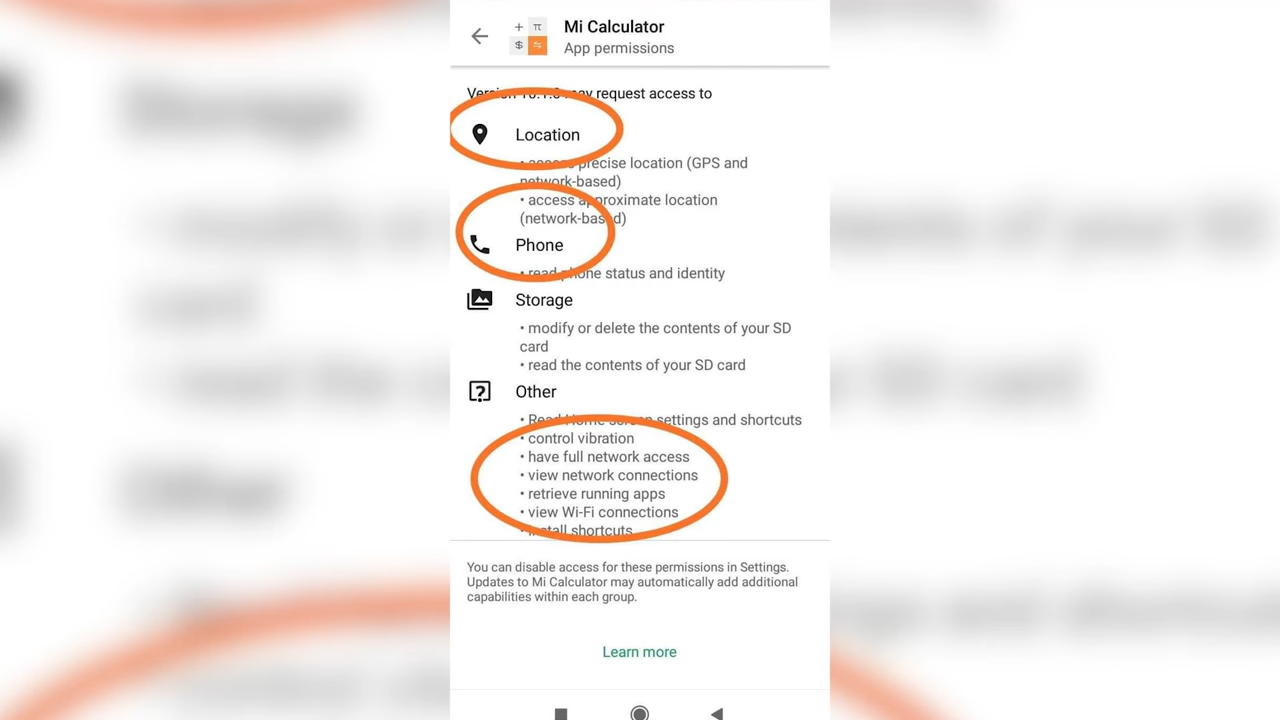 Mi Calculator
App permissions
Version 10.1.8 may request access to
Location
• access precise location (GPS and
network-based)
• access approximate location
(network-based)
Phone
• read phone status and identity
Storage
• modify or delete the contents of your SD
card
• read the contents of your SD card
Other
• Read Home screen settings and shortcuts
• control vibration
• have full network access
• view network connections
• retrieve running apps
• view Wi-Fi connections
• install shortcuts
You can disable access for these permissions in Settings.
Updates to Mi Calculator may automatically add additional
capabilities within each group.
Learn more